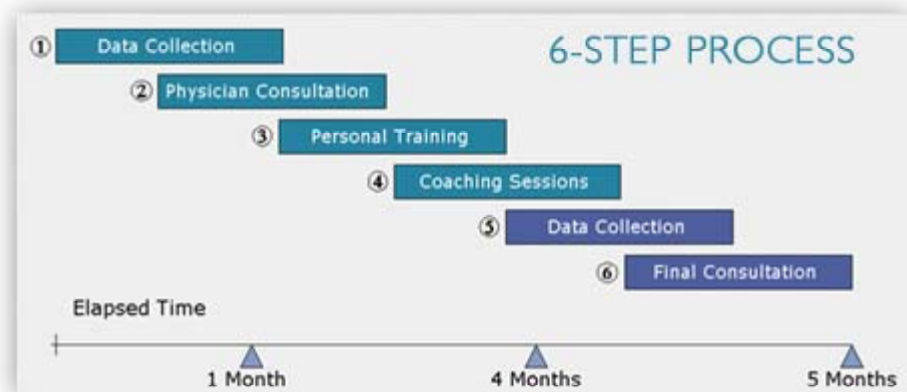 6-STEP PROCESS
① Data Collection
② Physician Consultation
③ Personal Training
④ Coaching Sessions
⑤ Data Collection
⑥ Final Consultation
Elapsed Time
1 Month
4 Months
5 Months